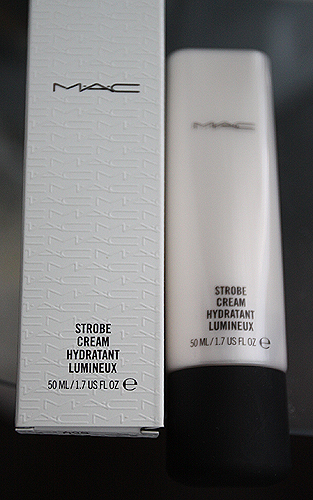 MAC
STROBE
CREAM
HYDRATANT
LUMINEUX
50 ML / 1.7 US FL OZ ℮
MAC
STROBE
CREAM
HYDRATANT
LUMINEUX
50 ML / 1.7 US FL OZ ℮